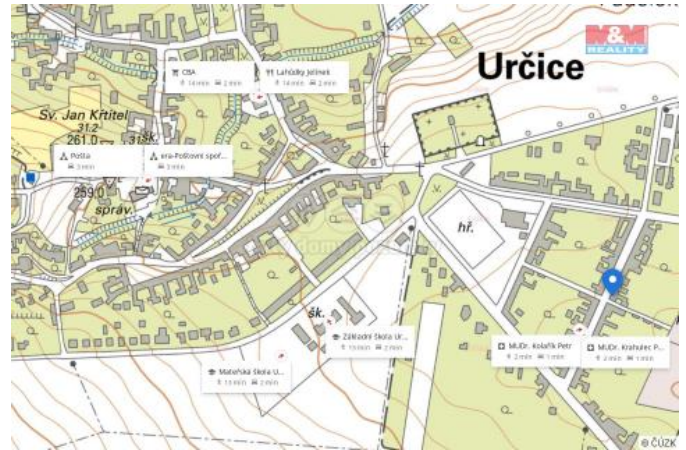 M&M
REALITY
Určice
CBA
14 min 2 min
Lahůdky Jelínek
14 min 2 min
Sv. Jan Křtitel
31.2
261.0
šk.
Pošta
3 min
era-Poštovní spoř...
3 min
259.0
správ.
hř.
šk.
Základní škola Ur...
13 min 2 min
MUDr. Kolařík Petr
2 min 1 min
MUDr. Krahulec P...
2 min 1 min
Mateřská škola U...
13 min 2 min
© ČÚZK